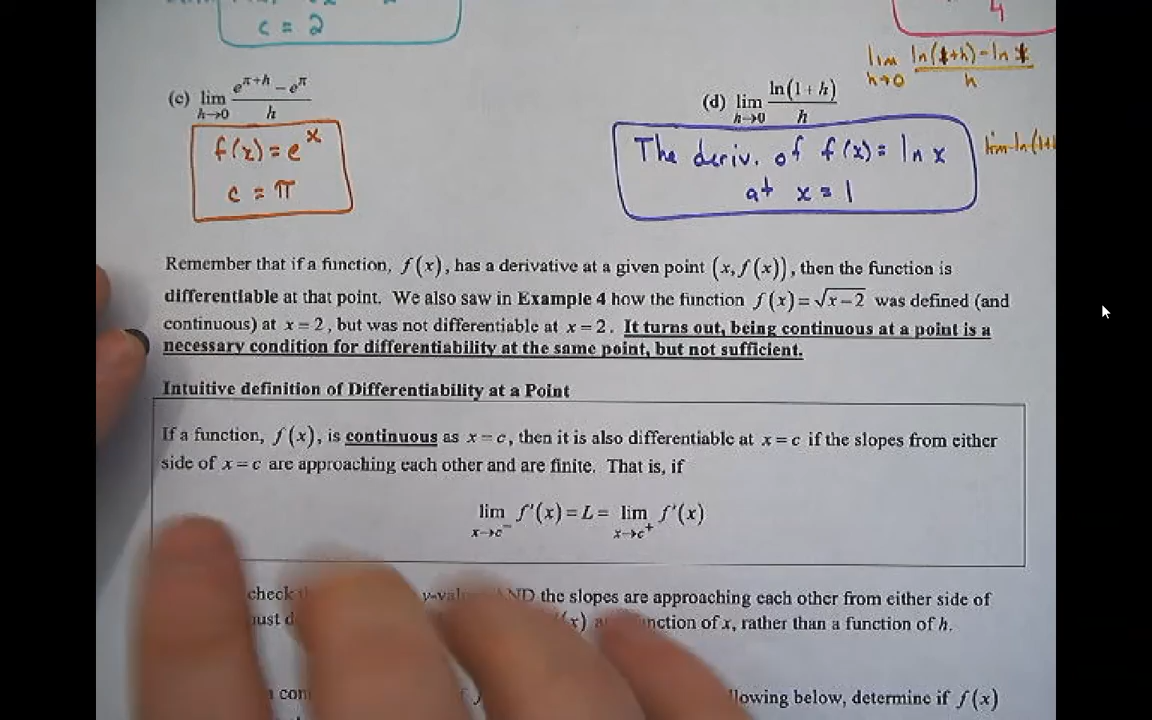 c = 2
4
lim ln(1+h) - ln 1
h→0 h
(c) lim e^(π+h) − e^π
h→0 h
(d) lim ln(1 + h)
h→0 h
f(x) = e^x
c = π
The deriv. of f(x) = ln x
at x = 1
lim ln(1+
Remember that if a function, f(x), has a derivative at a given point (x, f(x)), then the function is
differentiable at that point. We also saw in Example 4 how the function f(x) = √x−2 was defined (and
continuous) at x = 2, but was not differentiable at x = 2. It turns out, being continuous at a point is a
necessary condition for differentiability at the same point, but not sufficient.
Intuitive definition of Differentiability at a Point
If a function, f(x), is continuous as x = c, then it is also differentiable at x = c if the slopes from either
side of x = c are approaching each other and are finite. That is, if
lim f'(x) = L = lim f'(x)
x→c⁻ x→c⁺
check AND the slopes are approaching each other from either side of
of x, rather than a function of h.
below, determine if f(x)